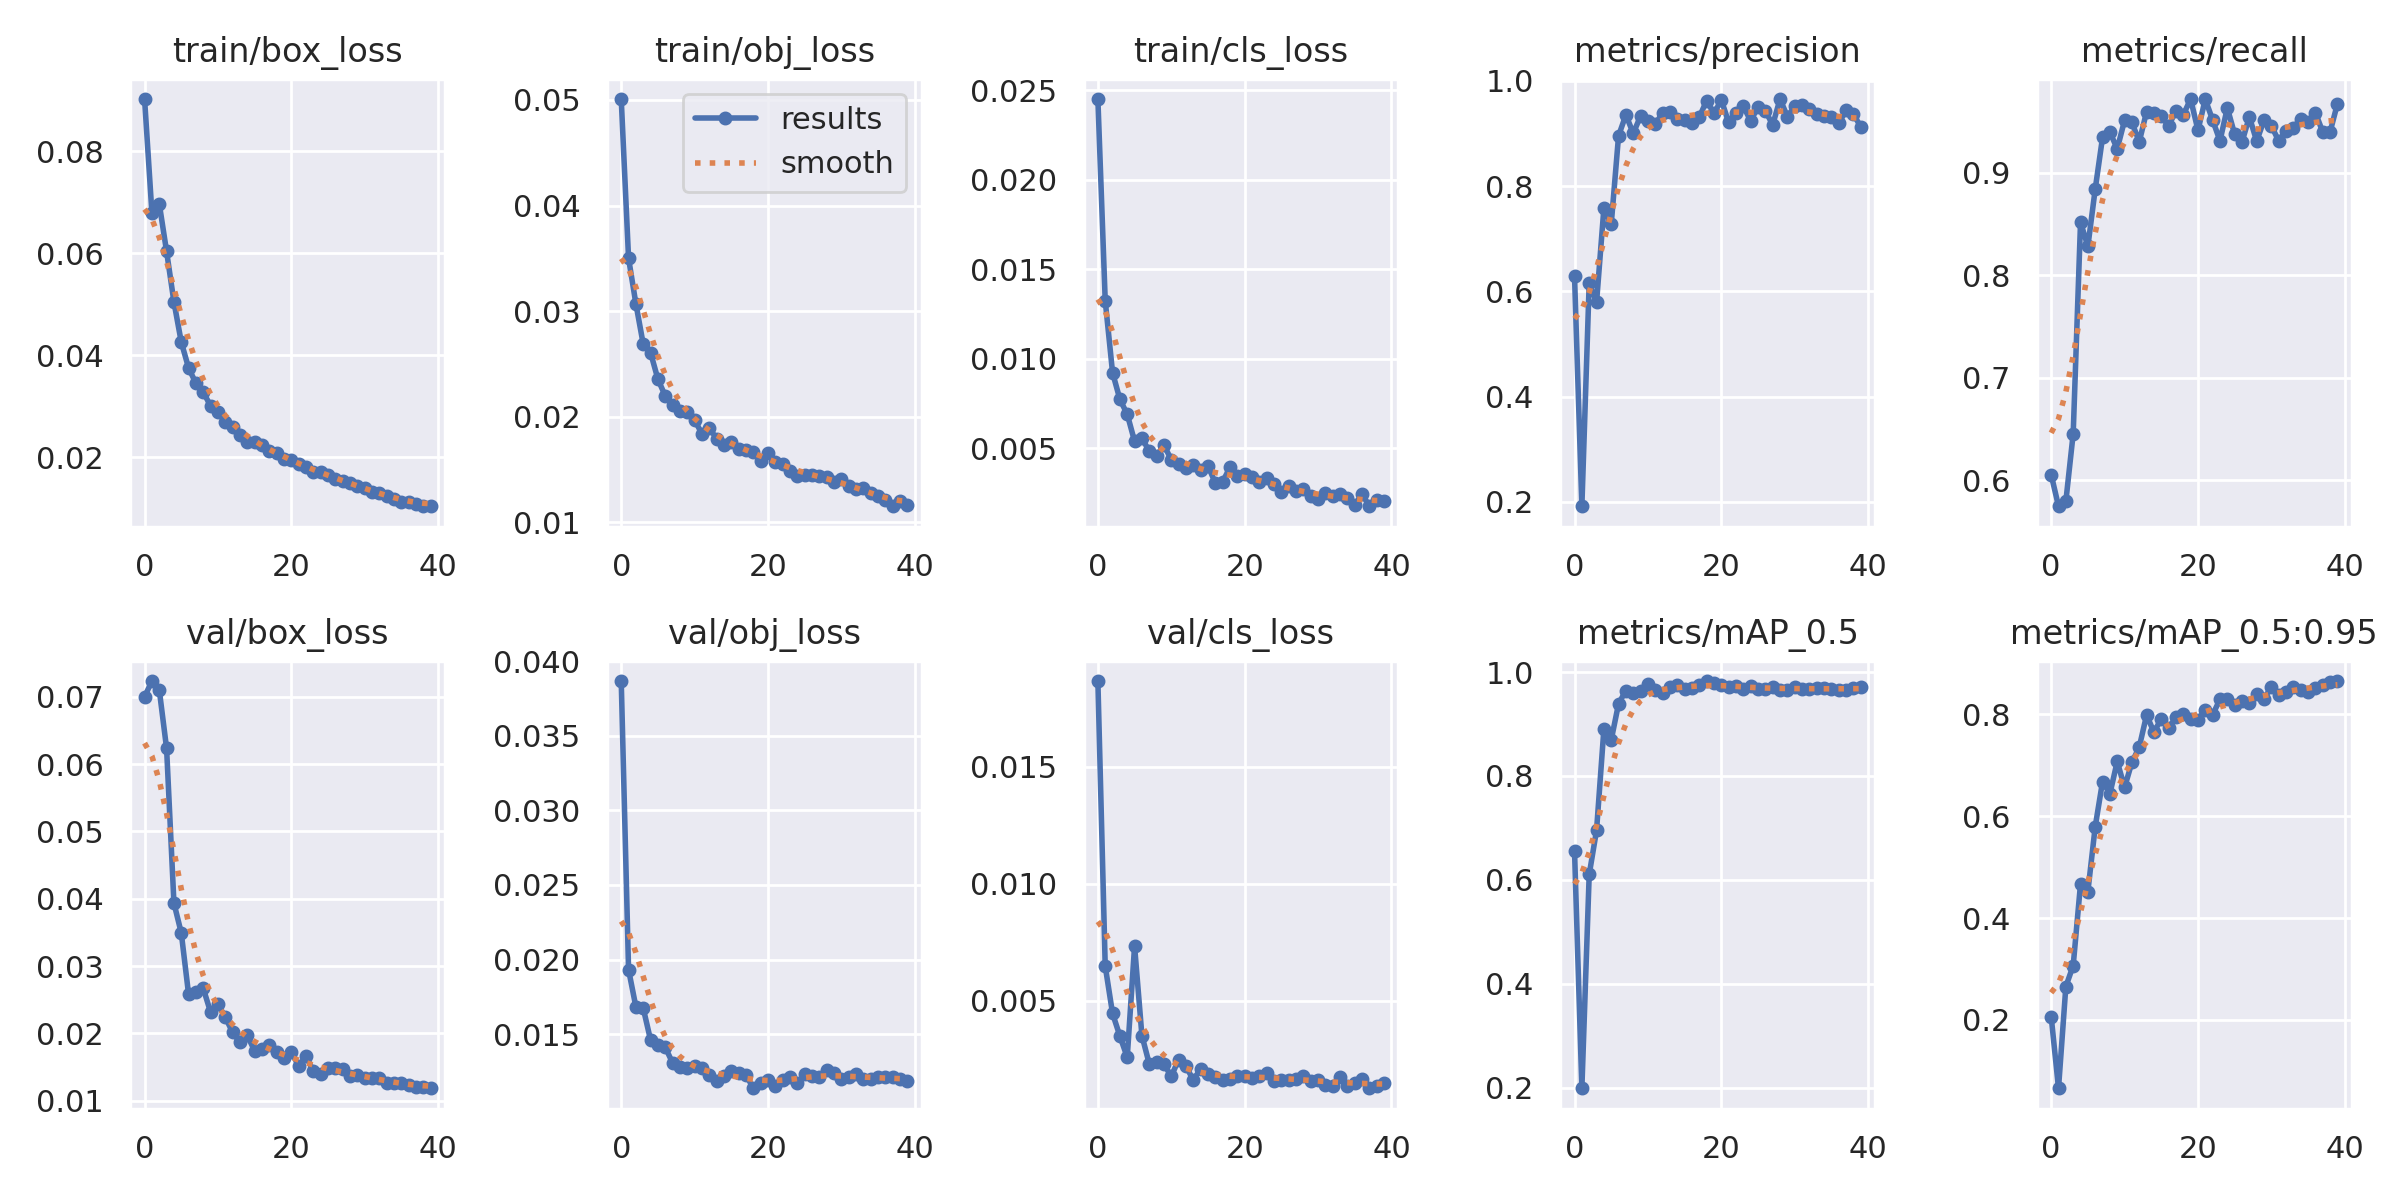 train/box_loss
0.08
0.06
0.04
0.02
0 20 40
train/obj_loss
results
smooth
0.05
0.04
0.03
0.02
0.01
0 20 40
train/cls_loss
0.025
0.020
0.015
0.010
0.005
0 20 40
metrics/precision
1.0
0.8
0.6
0.4
0.2
0 20 40
metrics/recall
0.9
0.8
0.7
0.6
0 20 40
val/box_loss
0.07
0.06
0.05
0.04
0.03
0.02
0.01
0 20 40
val/obj_loss
0.040
0.035
0.030
0.025
0.020
0.015
0 20 40
val/cls_loss
0.015
0.010
0.005
0 20 40
metrics/mAP_0.5
1.0
0.8
0.6
0.4
0.2
0 20 40
metrics/mAP_0.5:0.95
0.8
0.6
0.4
0.2
0 20 40